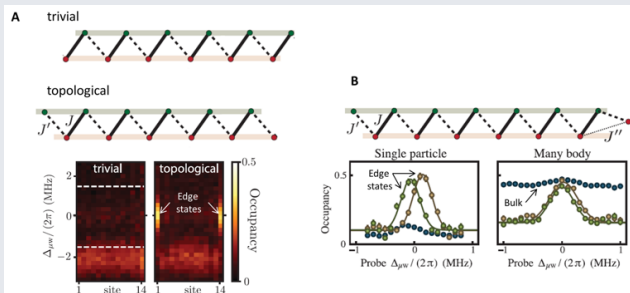 A
trivial
topological
J'
J
trivial
topological
Edge
states
2
0
−2
Δμw/(2π) (MHz)
1
site
14
1
14
0.5
0
Occupancy
B
J'
J
J''
Single particle
Many body
Edge
states
Bulk
Occupancy
0.5
0
−1
0
1
−1
0
1
Probe Δμw/(2π) (MHz)
Probe Δμw/(2π) (MHz)